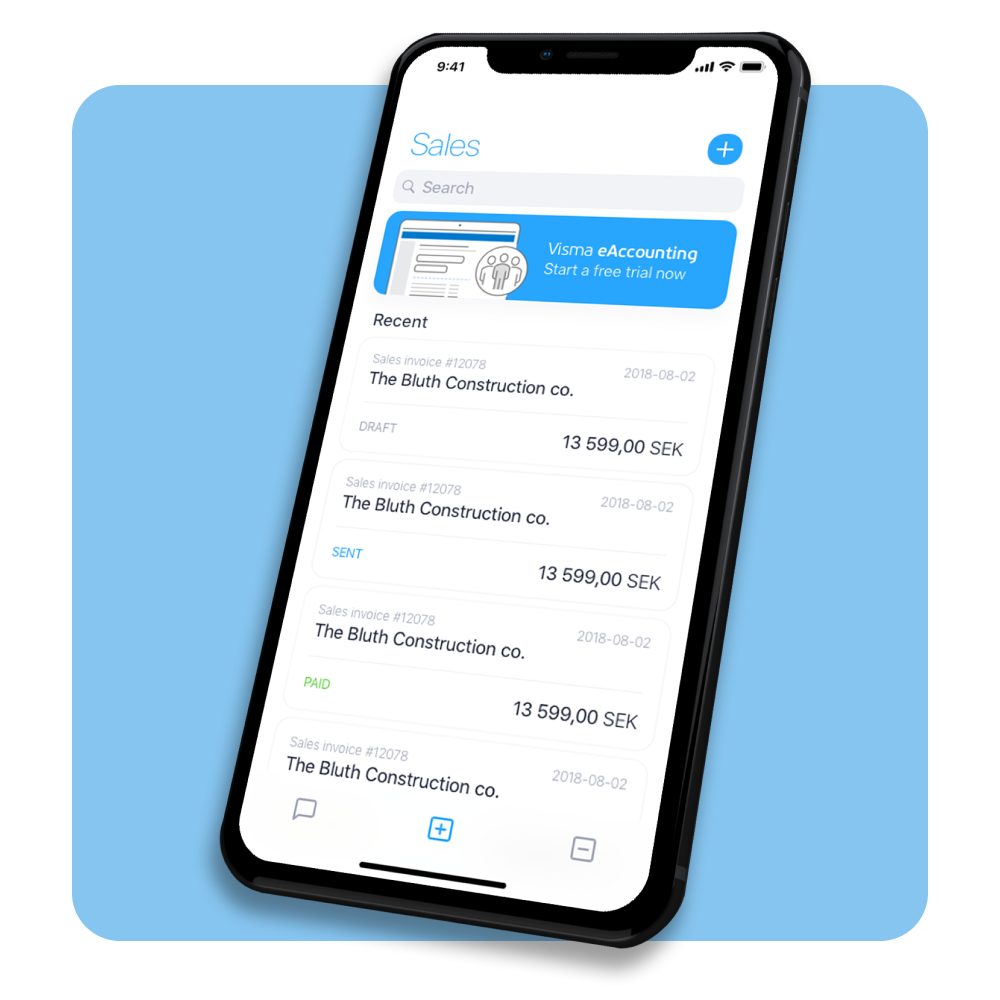 9:41
Sales
Search
Visma eAccounting
Start a free trial now
Recent
Sales invoice #12078
2018-08-02
The Bluth Construction co.
DRAFT
13 599,00 SEK
Sales invoice #12078
2018-08-02
The Bluth Construction co.
SENT
13 599,00 SEK
Sales invoice #12078
2018-08-02
The Bluth Construction co.
PAID
13 599,00 SEK
Sales invoice #12078
2018-08-02
The Bluth Construction co.